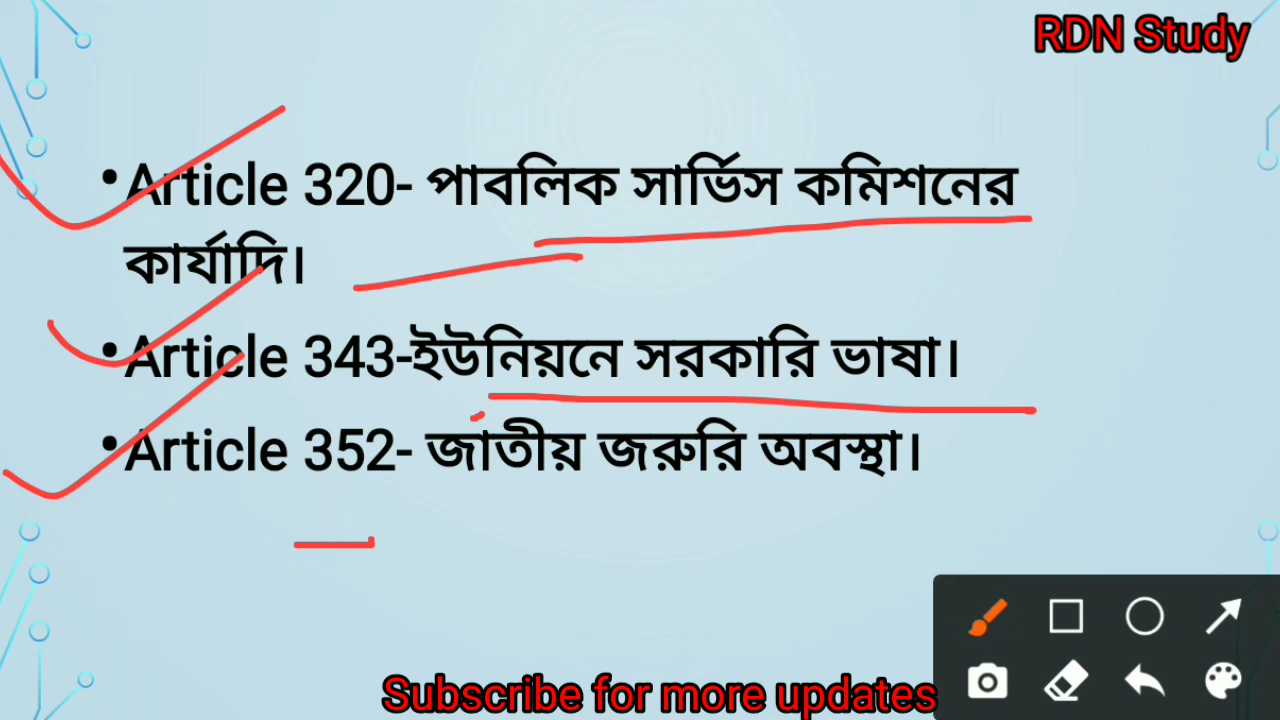 RDN Study
•Article 320- পাবলিক সার্ভিস কমিশনের
কার্যাদি।
•Article 343-ইউনিয়নে সরকারি ভাষা।
•Article 352- জাতীয় জরুরি অবস্থা।
Subscribe for more updates